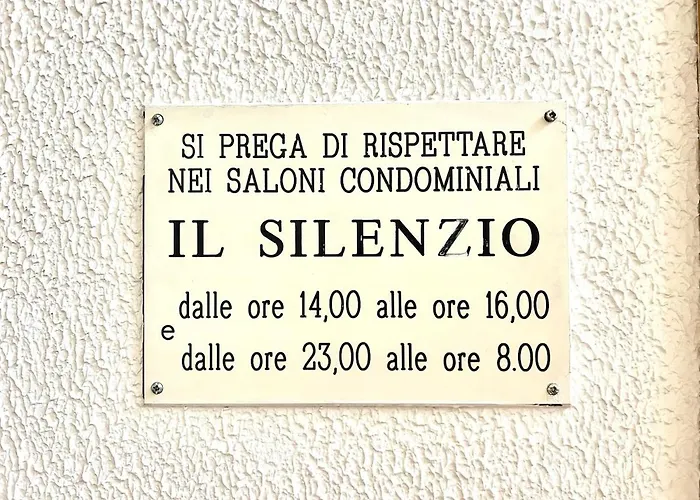 SI PREGA DI RISPETTARE
NEI SALONI CONDOMINIALI
IL SILENZIO
dalle ore 14,00 alle ore 16,00
e
dalle ore 23,00 alle ore 8.00